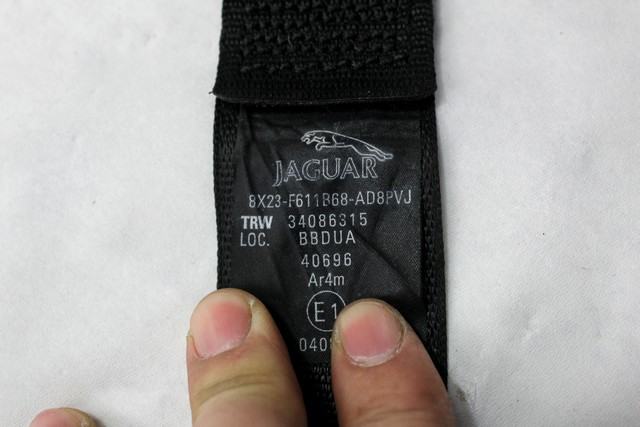 JAGUAR
8X23-F611B68-AD8PVJ
TRW 34086315
LOC. BBDUA
40696
Ar4m
E1